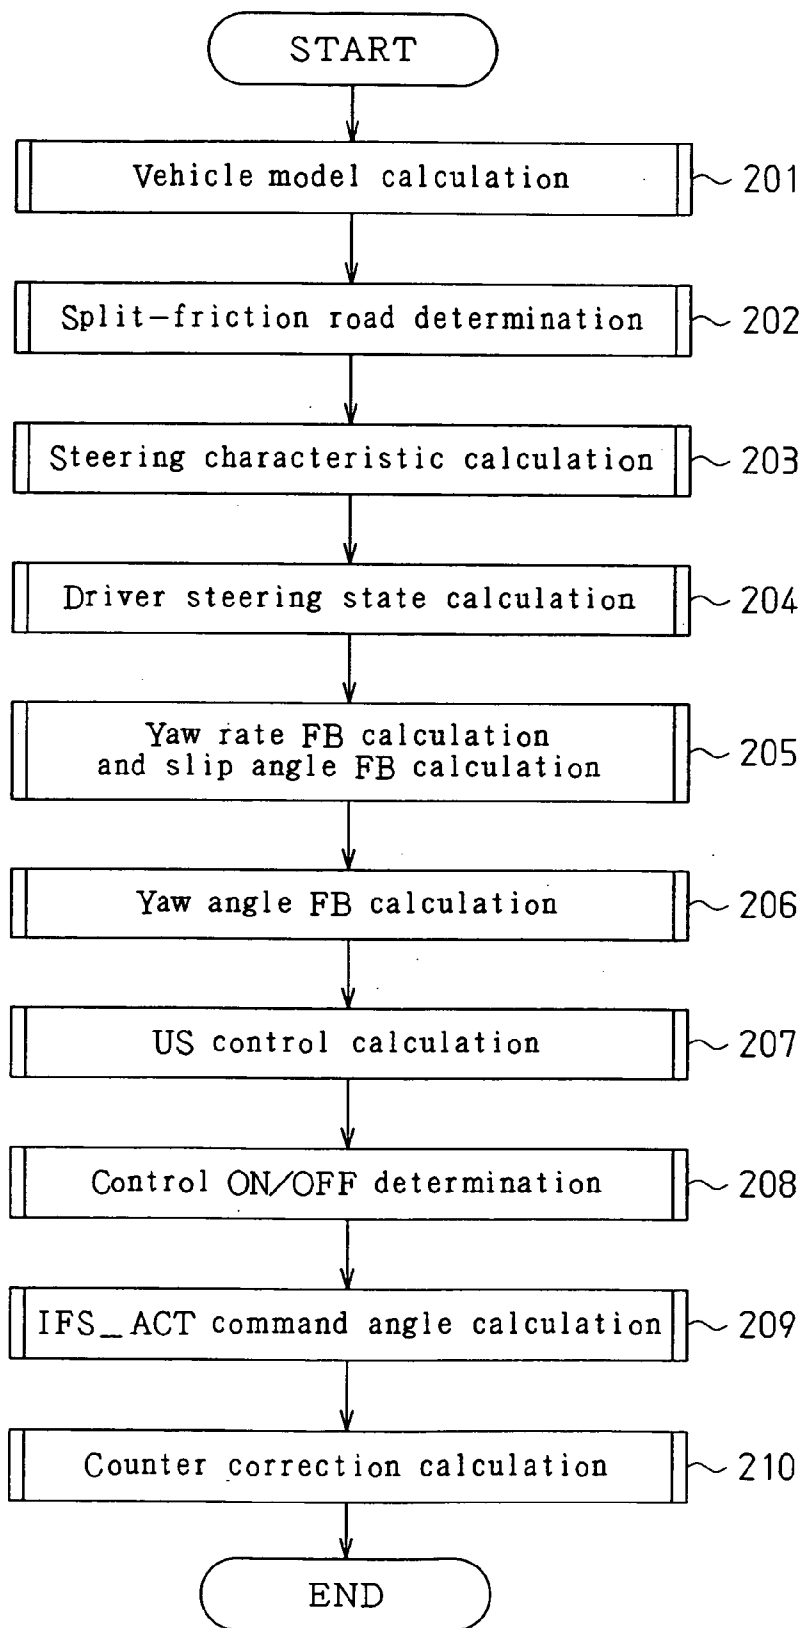 START
Vehicle model calculation 201
Split-friction road determination 202
Steering characteristic calculation 203
Driver steering state calculation 204
Yaw rate FB calculation
and slip angle FB calculation 205
Yaw angle FB calculation 206
US control calculation 207
Control ON/OFF determination 208
IFS_ACT command angle calculation 209
Counter correction calculation 210
END